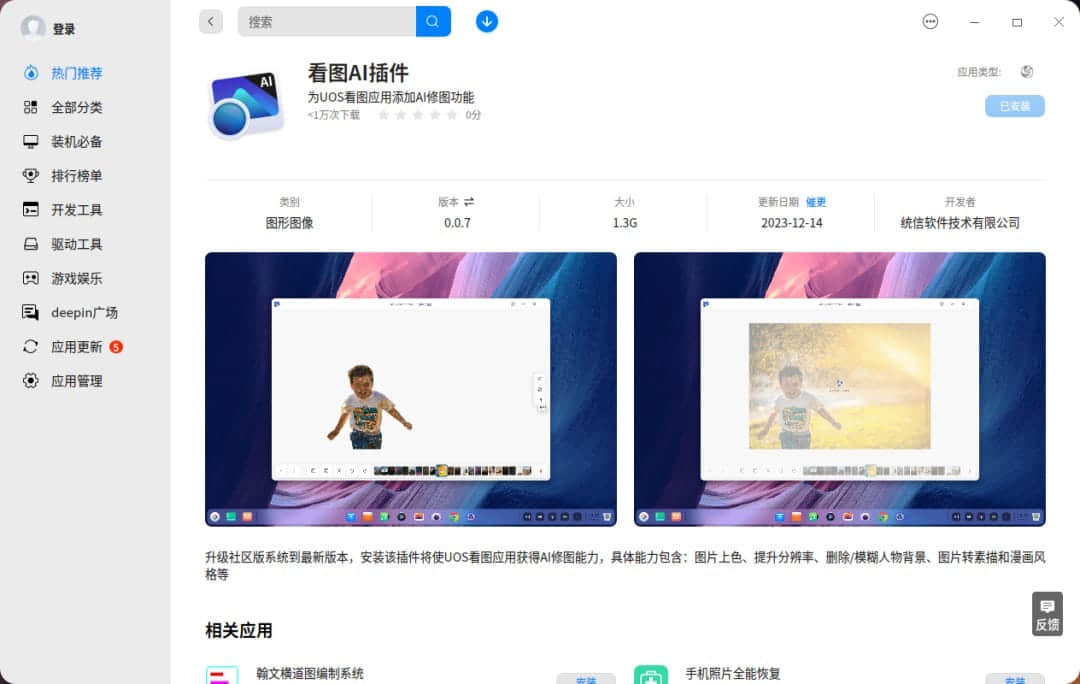 登录
搜索
热门推荐
全部分类
装机必备
排行榜单
开发工具
驱动工具
游戏娱乐
deepin广场
应用更新 5
应用管理
AI
看图AI插件
为UOS看图应用添加AI修图功能
<1万次下载 0分
应用类型:
已安装
类别
图形图像
版本
0.0.7
大小
1.3G
更新日期 催更
2023-12-14
开发者
统信软件技术有限公司
升级社区版系统到最新版本，安装该插件将使UOS看图应用获得AI修图能力，具体能力包含：图片上色、提升分辨率、删除/模糊人物背景、图片转素描和漫画风
格等
反馈
相关应用
翰文横道图编制系统
安装
手机照片全能恢复
安装